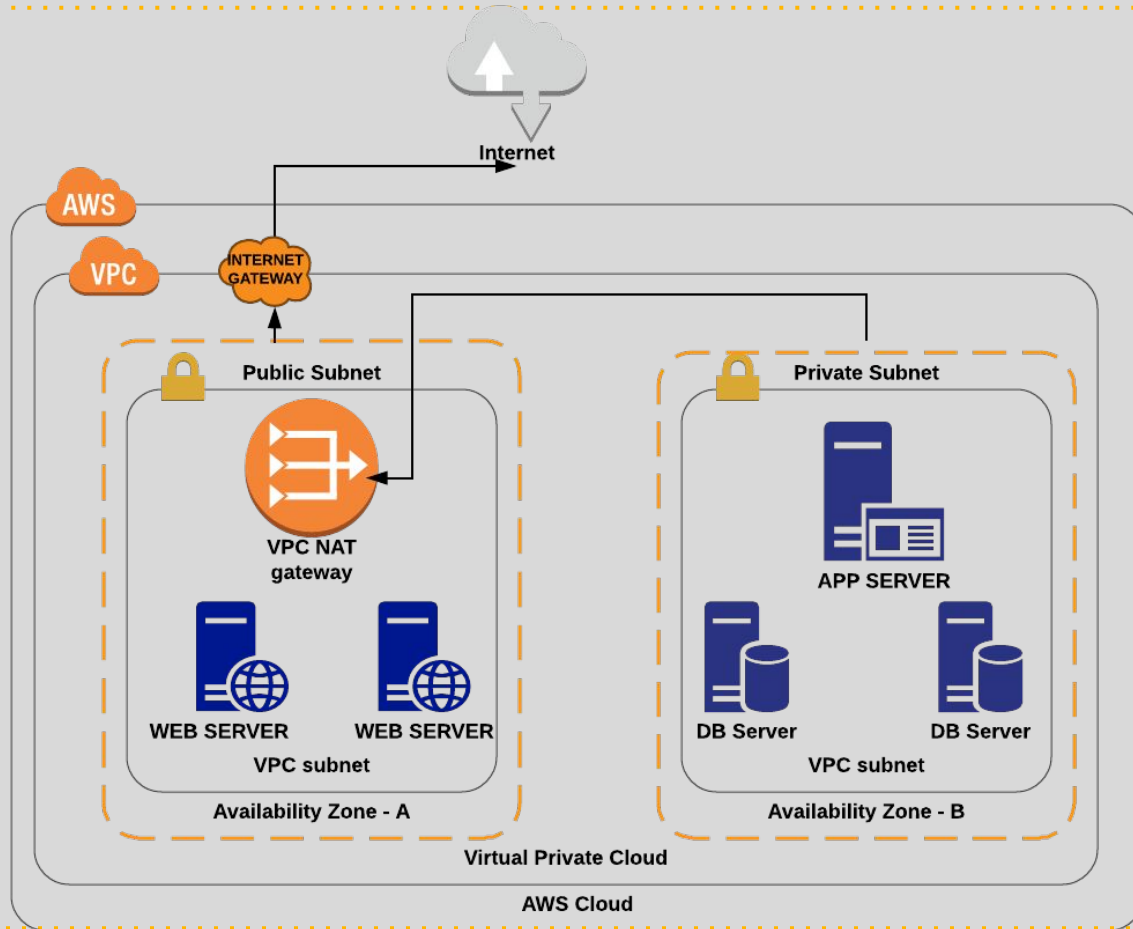 Internet
AWS
VPC
INTERNET
GATEWAY
Public Subnet
Private Subnet
VPC NAT
gateway
APP SERVER
WEB SERVER
WEB SERVER
DB Server
DB Server
VPC subnet
VPC subnet
Availability Zone - A
Availability Zone - B
Virtual Private Cloud
AWS Cloud